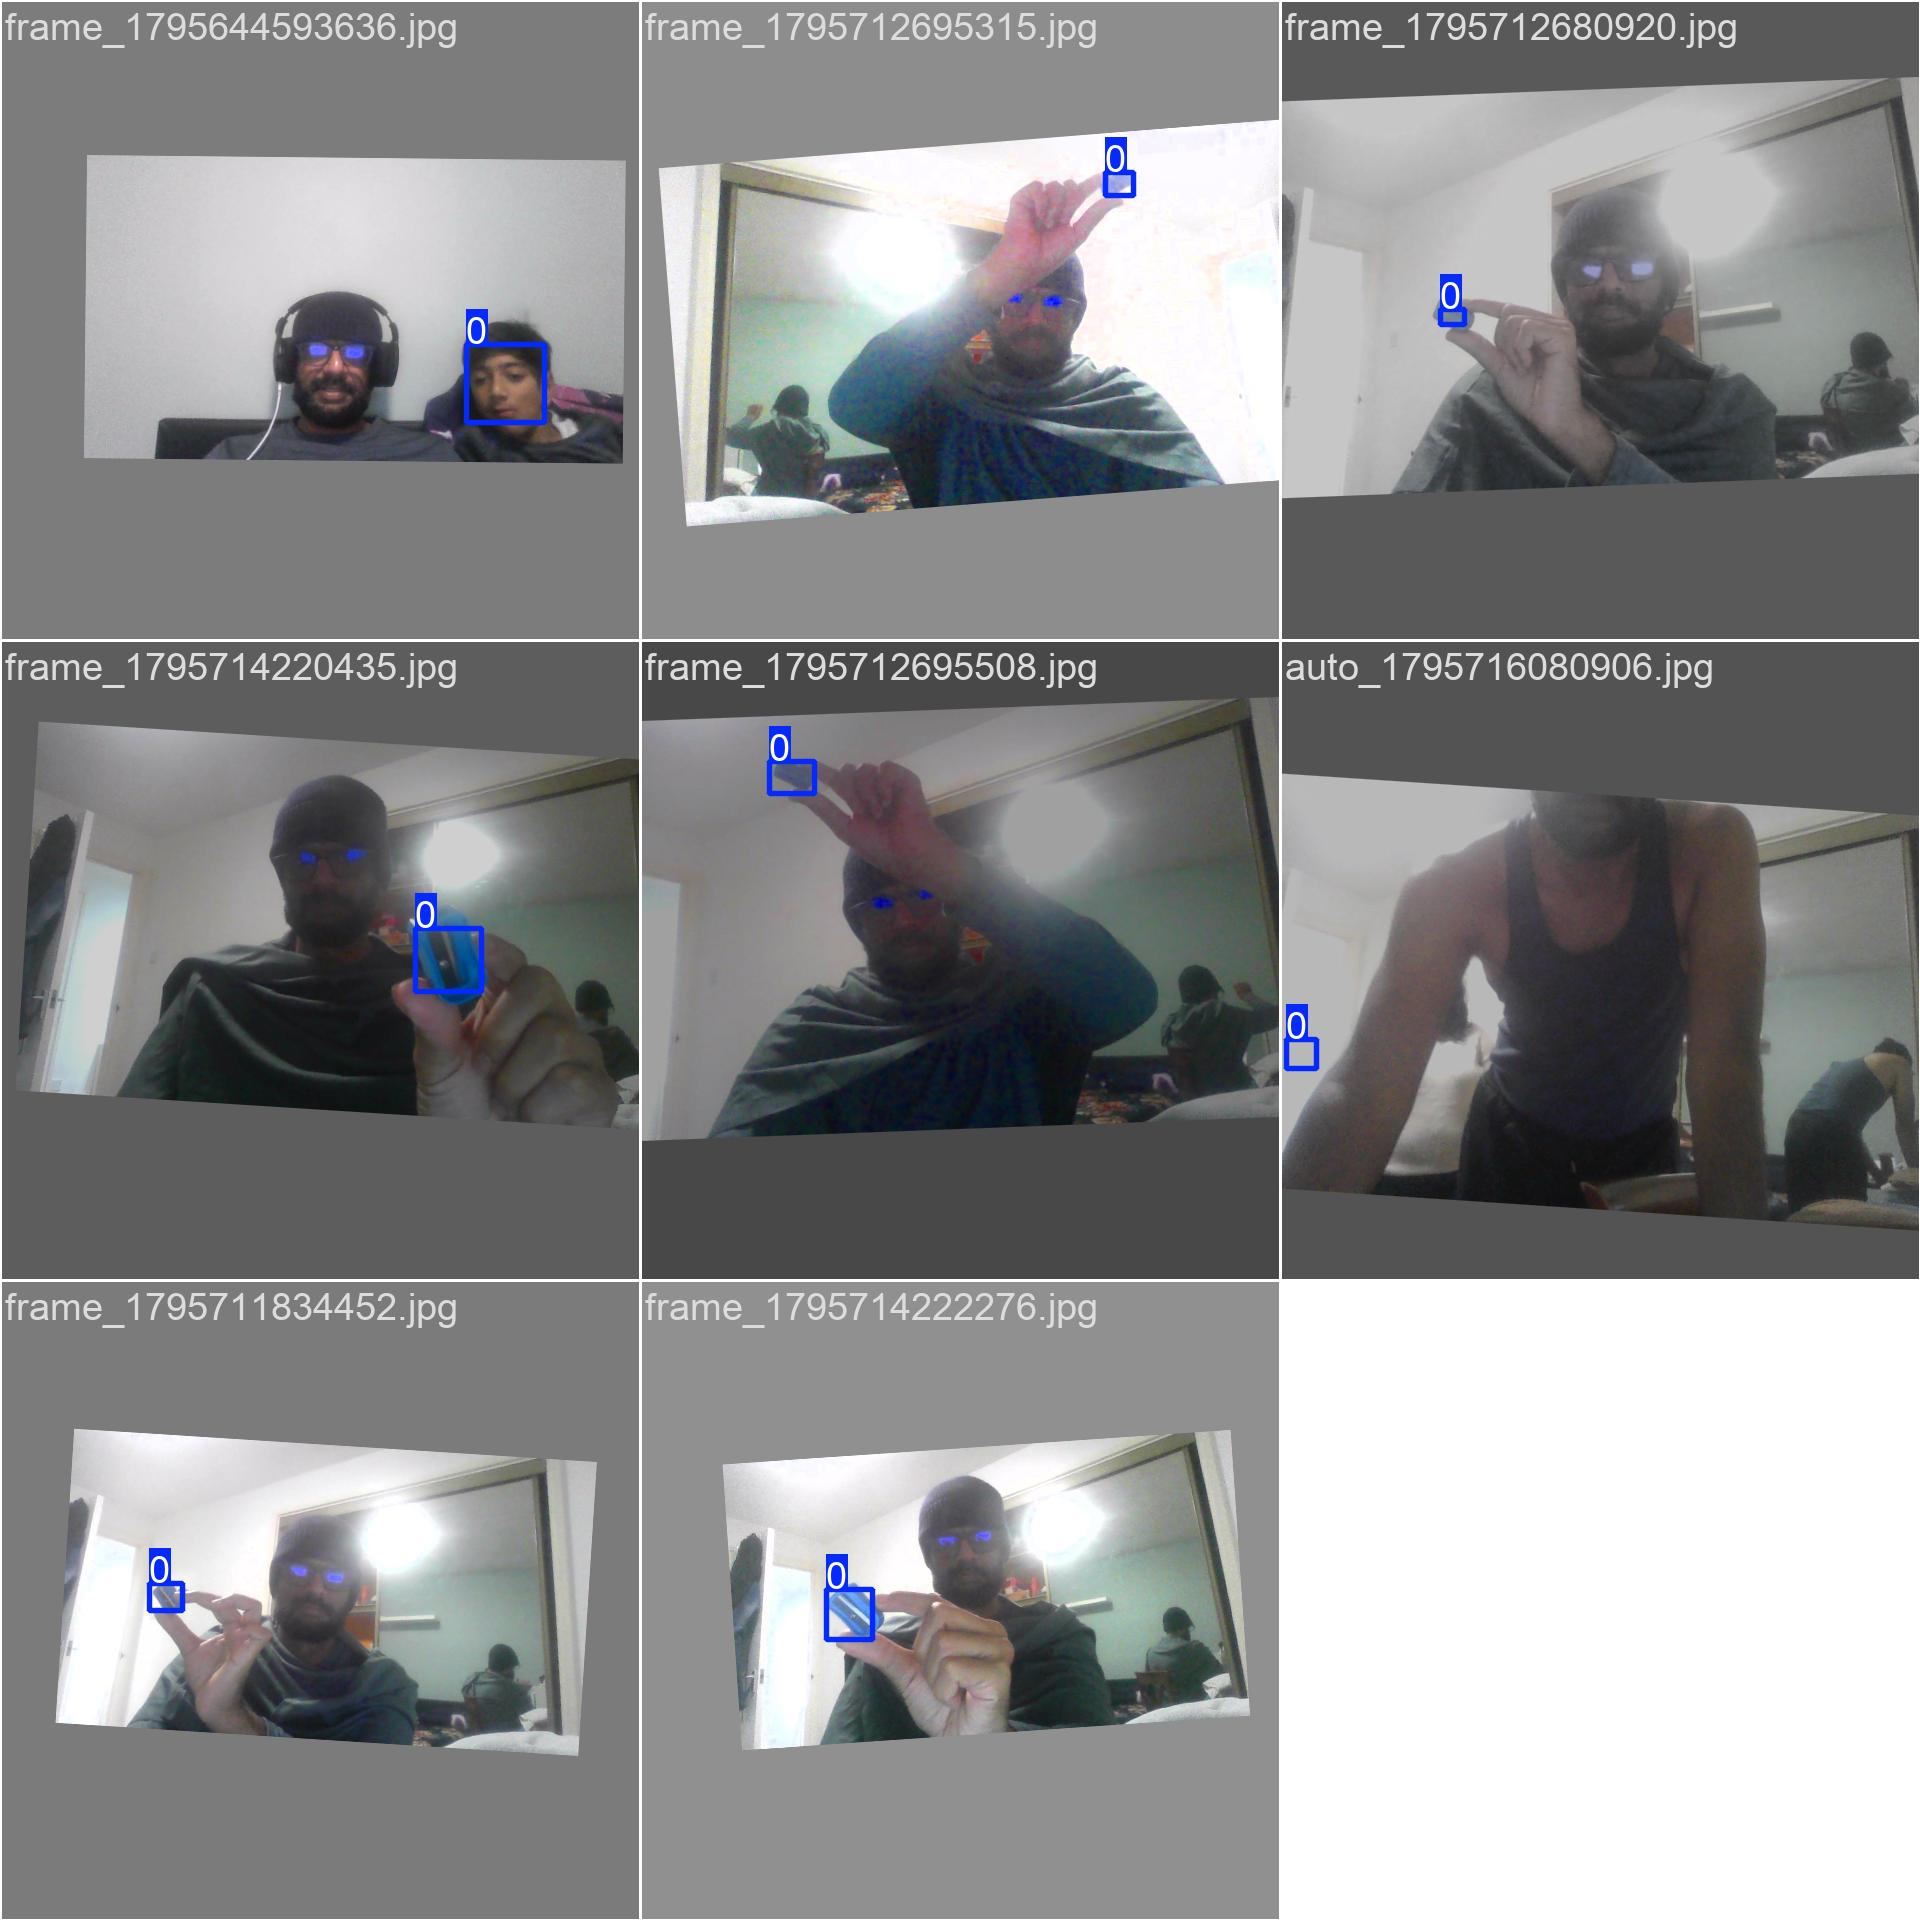 frame_1795644593636.jpg
frame_1795712695315.jpg
frame_1795712680920.jpg
0
0
0
frame_1795714220435.jpg
frame_1795712695508.jpg
auto_1795716080906.jpg
0
0
0
frame_1795711834452.jpg
frame_1795714222276.jpg
0
0